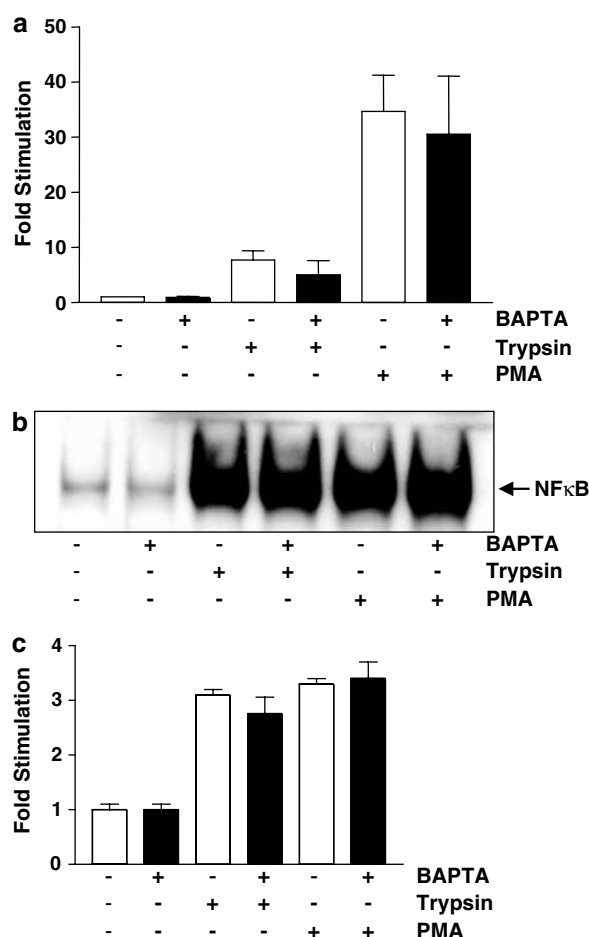 a
Fold Stimulation
50
40
30
20
10
0
- + - + - + BAPTA
- - + + - - Trypsin
- - - - + + PMA
b
NFκB
- + - + - + BAPTA
- - + + - - Trypsin
- - - - + + PMA
c
Fold Stimulation
4
3
2
1
0
- + - + - + BAPTA
- - + + - - Trypsin
- - - - + + PMA